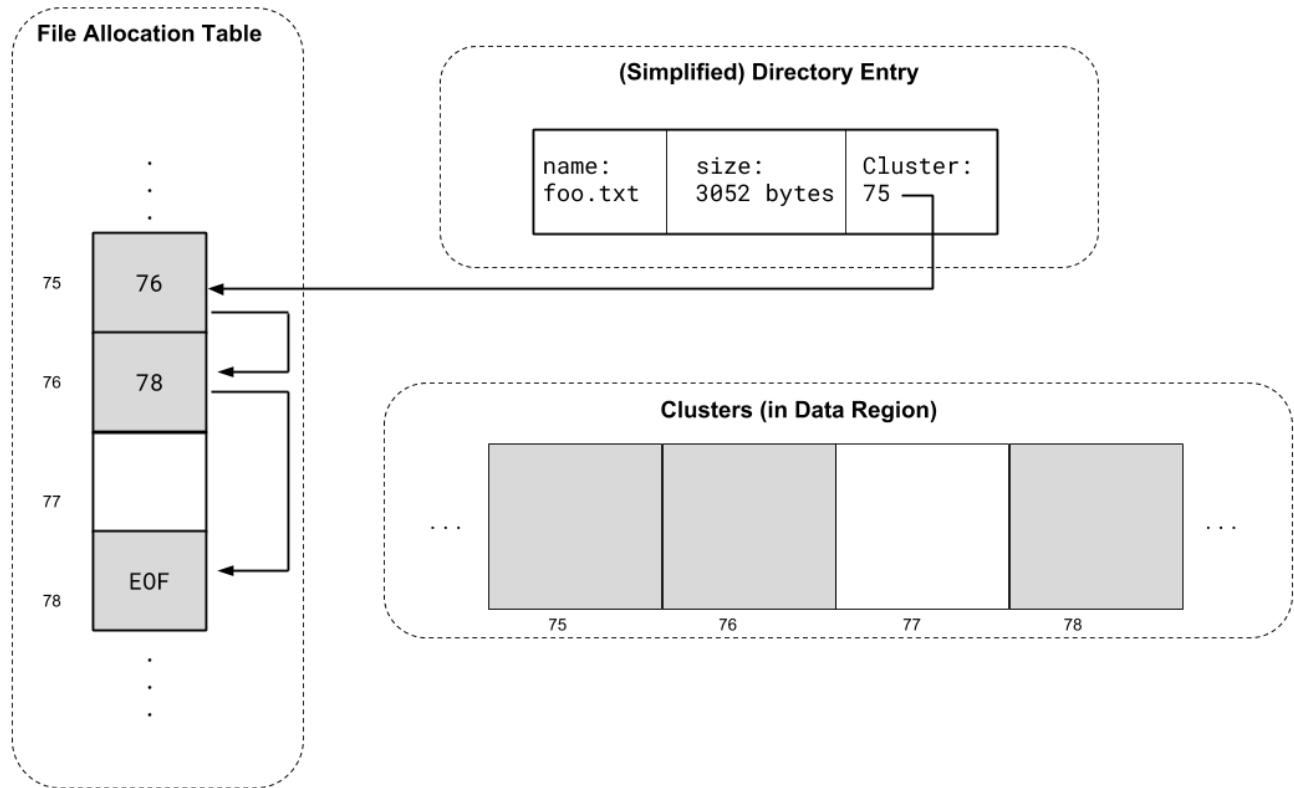 File Allocation Table
.
.
.
75
76
76
78
77
78
EOF
.
.
.
(Simplified) Directory Entry
name:
foo.txt
size:
3052 bytes
Cluster:
75
Clusters (in Data Region)
...
...
75
76
77
78